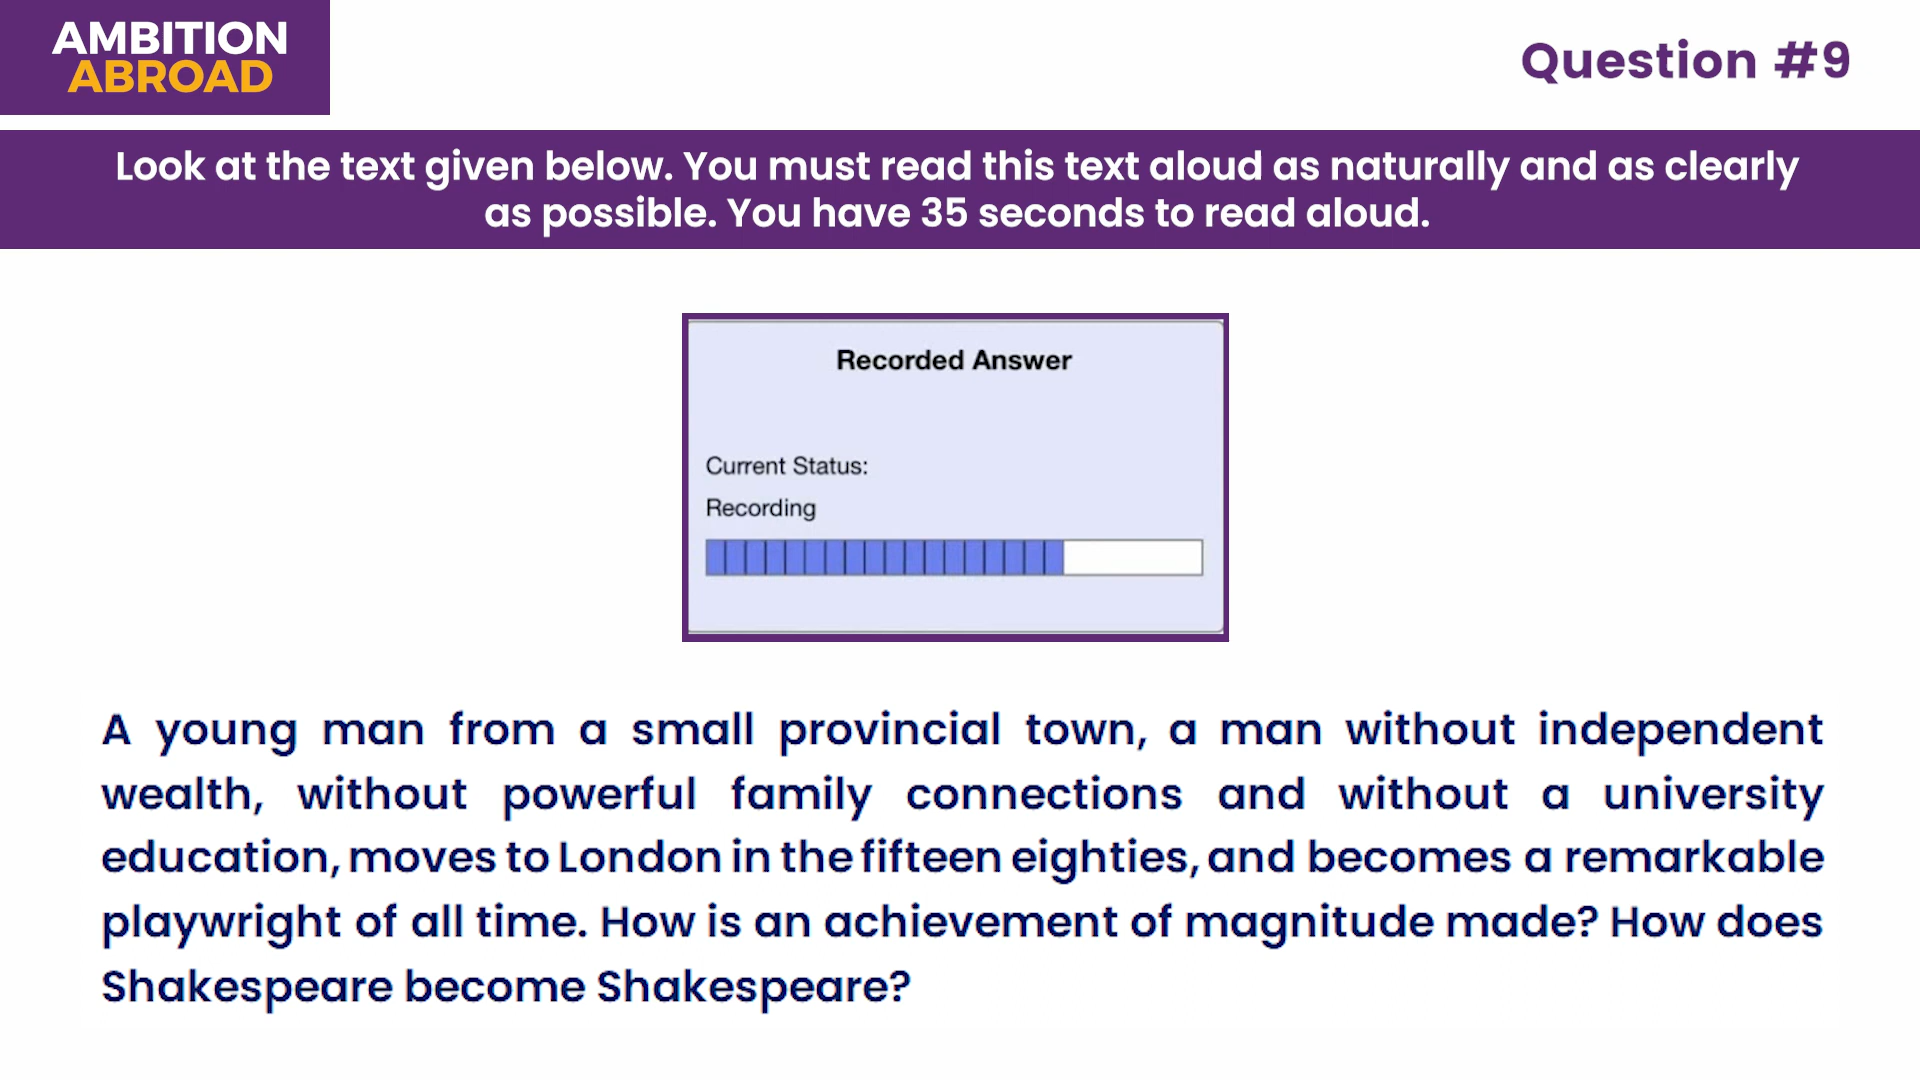 AMBITION
ABROAD
Question #9
Look at the text given below. You must read this text aloud as naturally and as clearly
as possible. You have 35 seconds to read aloud.
Recorded Answer
Current Status:
Recording
A young man from a small provincial town, a man without independent
wealth, without powerful family connections and without a university
education, moves to London in the fifteen eighties, and becomes a remarkable
playwright of all time. How is an achievement of magnitude made? How does
Shakespeare become Shakespeare?